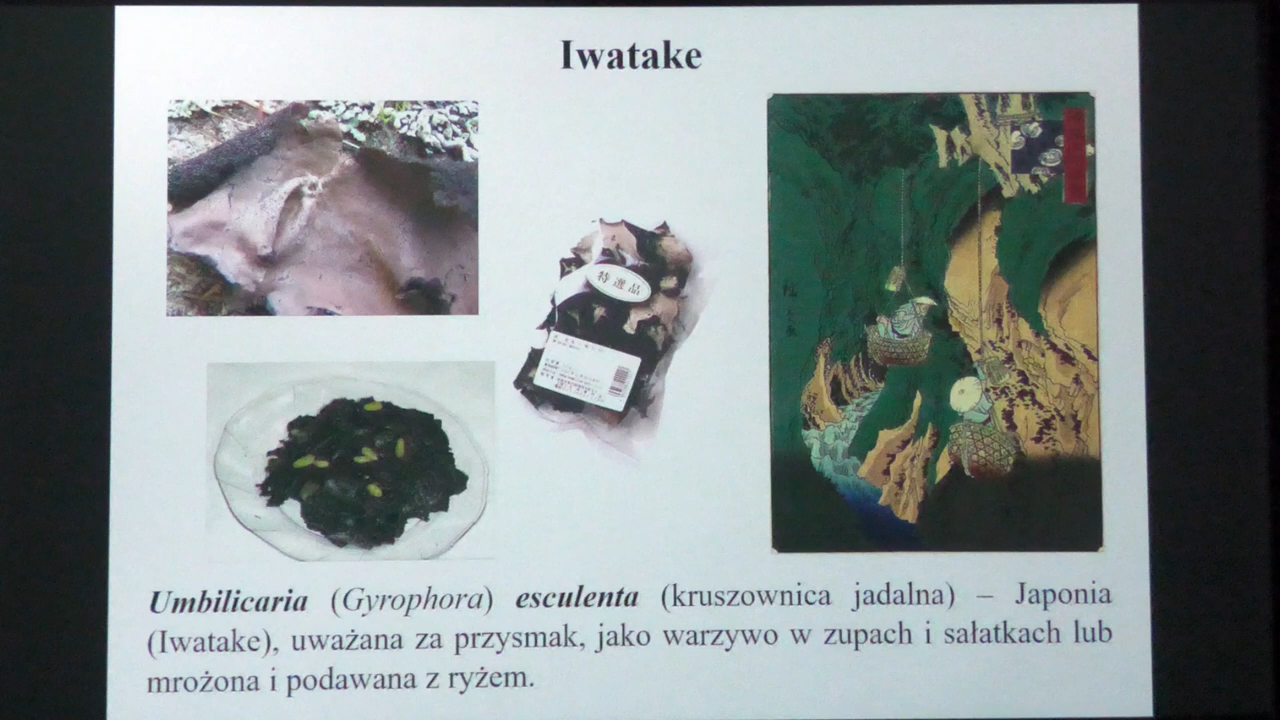 Iwatake
特選品
Umbilicaria (Gyrophora) esculenta (kruszownica jadalna) – Japonia
(Iwatake), uważana za przysmak, jako warzywo w zupach i sałatkach lub
mrożona i podawana z ryżem.